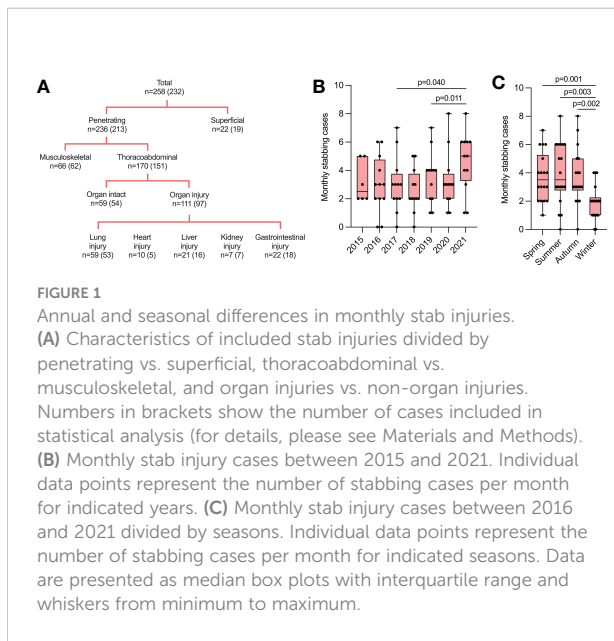 A
Total
n=258 (232)
Penetrating
n=236 (213)
Superficial
n=22 (19)
Musculoskeletal
n=66 (62)
Thoracoabdominal
n=170 (151)
Organ intact
n=59 (54)
Organ injury
n=111 (97)
Lung
injury
n=59 (53)
Heart
injury
n=10 (5)
Liver
injury
n=21 (16)
Kidney
injury
n=7 (7)
Gastrointestinal
injury
n=22 (18)
B
p=0.040
p=0.011
Monthly stabbing cases
10
8
6
4
2
0
2015
2016
2017
2018
2019
2020
2021
C
p=0.001
p=0.003
p=0.002
Monthly stabbing cases
10
8
6
4
2
0
Spring
Summer
Autumn
Winter
FIGURE 1
Annual and seasonal differences in monthly stab injuries.
(A) Characteristics of included stab injuries divided by
penetrating vs. superficial, thoracoabdominal vs.
musculoskeletal, and organ injuries vs. non-organ injuries.
Numbers in brackets show the number of cases included in
statistical analysis (for details, please see Materials and Methods).
(B) Monthly stab injury cases between 2015 and 2021. Individual
data points represent the number of stabbing cases per month
for indicated years. (C) Monthly stab injury cases between 2016
and 2021 divided by seasons. Individual data points represent the
number of stabbing cases per month for indicated seasons. Data
are presented as median box plots with interquartile range and
whiskers from minimum to maximum.